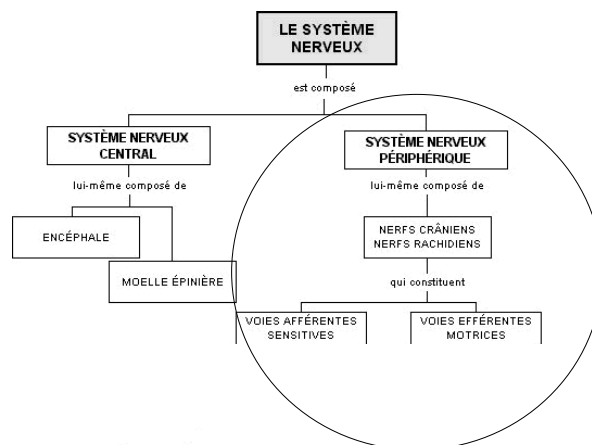 LE SYSTÈME
NERVEUX
est composé
SYSTÈME NERVEUX
CENTRAL
SYSTÈME NERVEUX
PÉRIPHÉRIQUE
lui-même composé de
lui-même composé de
ENCÉPHALE
NERFS CRÂNIENS
NERFS RACHIDIENS
MOELLE ÉPINIÈRE
qui constituent
VOIES AFFÉRENTES
SENSITIVES
VOIES EFFÉRENTES
MOTRICES